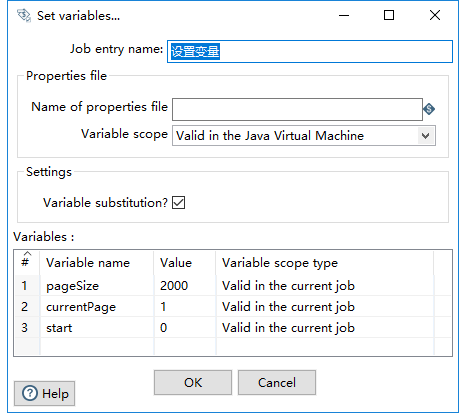 Set variables...
Job entry name: 设置变量
Properties file
Name of properties file
Variable scope Valid in the Java Virtual Machine
Settings
Variable substitution?
Variables :
# Variable name Value Variable scope type
1 pageSize 2000 Valid in the current job
2 currentPage 1 Valid in the current job
3 start 0 Valid in the current job
OK Cancel
Help